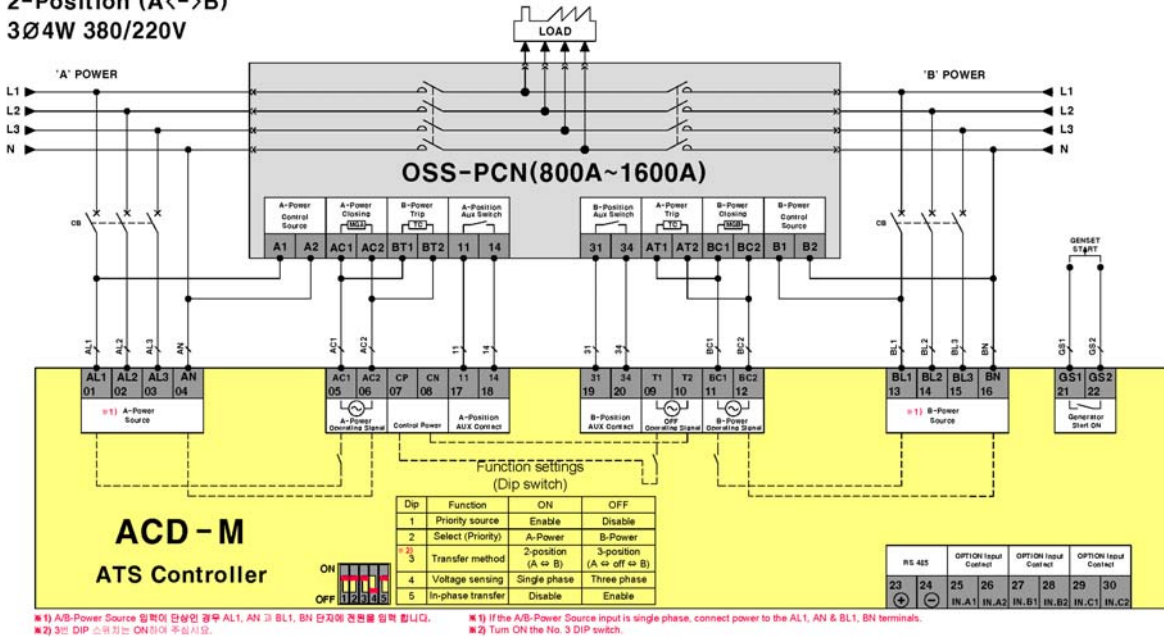 2-Position (A<->B)
3Ø4W 380/220V
LOAD
'A' POWER
'B' POWER
L1
L2
L3
N
L1
L2
L3
N
OSS-PCN(800A~1600A)
A-Power Control Source
A-Power Closing
MGA
B-Power Trip
TC
A-Position Aux Switch
B-Position Aux Switch
A-Power Trip
TC
B-Power Closing
MGB
B-Power Control Source
A1 A2 AC1 AC2 BT1 BT2 11 14
31 34 AT1 AT2 BC1 BC2 B1 B2
CB
CB
GENSET START
AL1 AL2 AL3 AN AC1 AC2 11 14 31 34 BC1 BC2 BL1 BL2 BL3 BN GS1 GS2
AL1 AL2 AL3 AN
01 02 03 04
※1) A-Power Source
AC1 AC2 CP CN 11 14
05 06 07 08 17 18
A-Power Operating Signal
Control Power
A-Position AUX Contact
31 34 T1 T2 BC1 BC2
19 20 09 10 11 12
B-Position AUX Contact
OFF Operating Signal
B-Power Operating Signal
BL1 BL2 BL3 BN
13 14 15 16
※1) B-Power Source
GS1 GS2
21 22
Generator Start ON
Function settings
(Dip switch)
Dip Function ON OFF
1 Priority source Enable Disable
2 Select (Priority) A-Power B-Power
※2) 3 Transfer method 2-position (A ⇔ B) 3-position (A ⇔ off ⇔ B)
4 Voltage sensing Single phase Three phase
5 In-phase transfer Disable Enable
ACD-M
ATS Controller
ON
OFF
1 2 3 4 5
RS 485 OPTION Input Contact OPTION Input Contact OPTION Input Contact
23 24 25 26 27 28 29 30
⊕ ⊖ IN.A1 IN.A2 IN.B1 IN.B2 IN.C1 IN.C2
※1) A/B-Power Source 입력이 단상인 경우 AL1, AN 과 BL1, BN 단자에 전원을 입력 합니다.
※2) 3번 DIP 스위치는 ON하여 주십시요.
※1) If the A/B-Power Source input is single phase, connect power to the AL1, AN & BL1, BN terminals.
※2) Turn ON the No. 3 DIP switch.